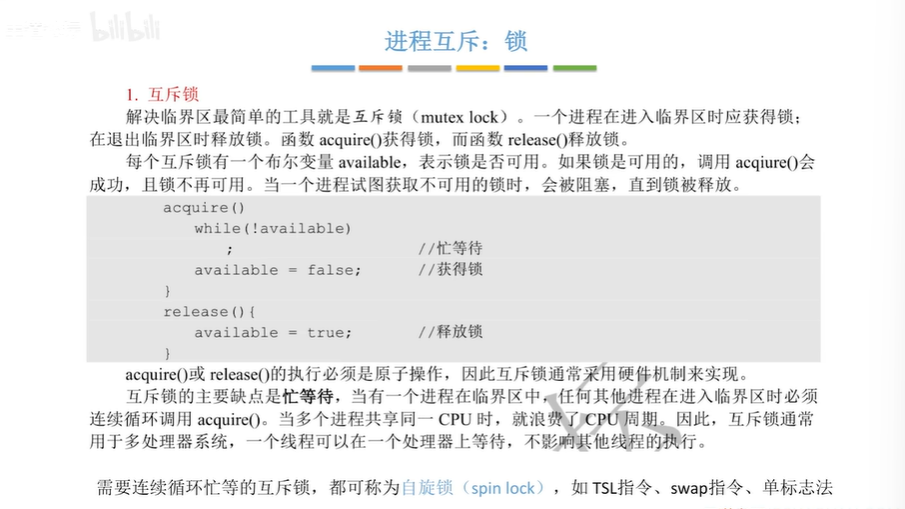 bilibili
进程互斥：锁
1. 互斥锁
解决临界区最简单的工具就是互斥锁（mutex lock）。一个进程在进入临界区时应获得锁；
在退出临界区时释放锁。函数 acquire()获得锁，而函数 release()释放锁。
每个互斥锁有一个布尔变量 available，表示锁是否可用。如果锁是可用的，调用 acqiure()会
成功，且锁不再可用。当一个进程试图获取不可用的锁时，会被阻塞，直到锁被释放。
acquire()
while(!available)
; //忙等待
available = false; //获得锁
}
release(){
available = true; //释放锁
}
acquire()或 release()的执行必须是原子操作，因此互斥锁通常采用硬件机制来实现。
互斥锁的主要缺点是忙等待，当有一个进程在临界区中，任何其他进程在进入临界区时必须
连续循环调用 acquire()。当多个进程共享同一 CPU 时，就浪费了 CPU 周期。因此，互斥锁通常
用于多处理器系统，一个线程可以在一个处理器上等待，不影响其他线程的执行。
需要连续循环忙等的互斥锁，都可称为自旋锁（spin lock），如 TSL指令、swap指令、单标志法